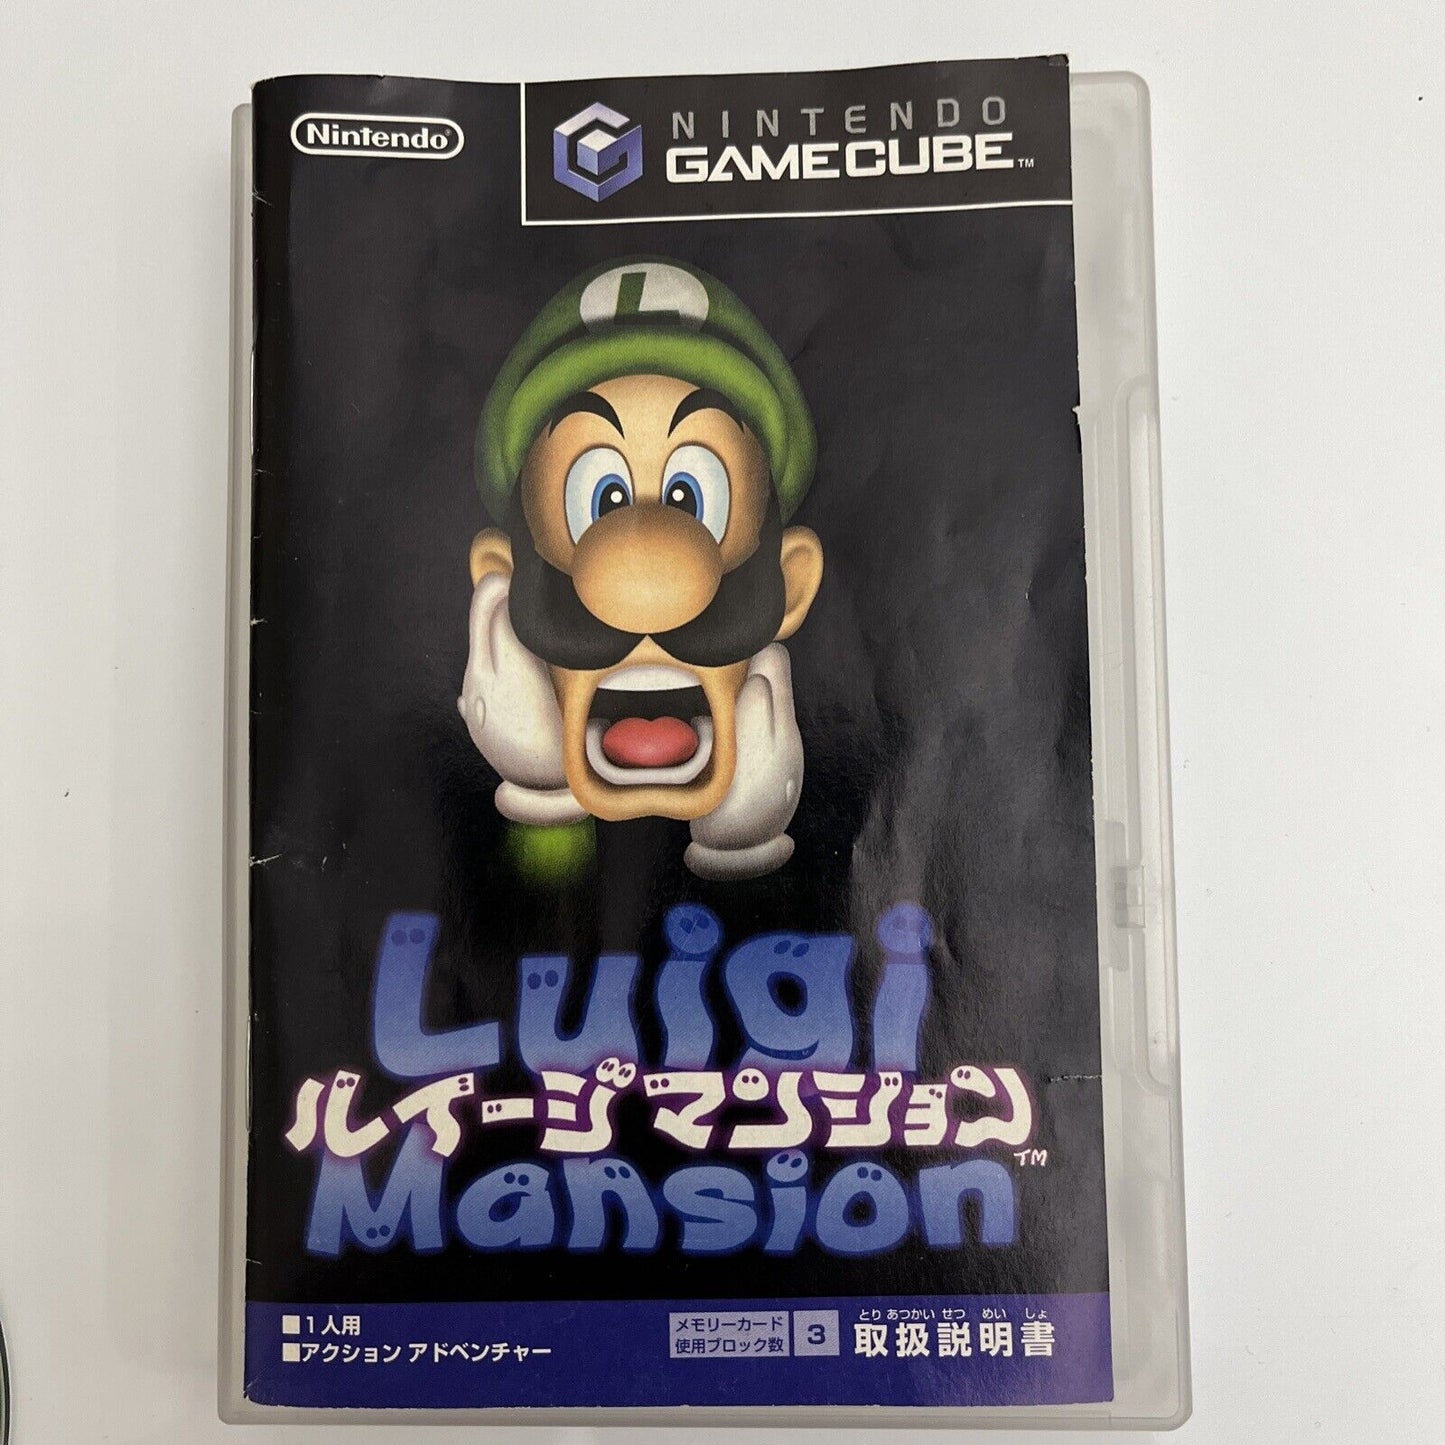 Nintendo®
NINTENDO
GAMECUBE™
L
Luigi
ルイージマンション
Mansion™
■1人用
■アクション アドベンチャー
メモリーカード
使用ブロック数
3
とり あつかい せつ めい しょ
取扱説明書